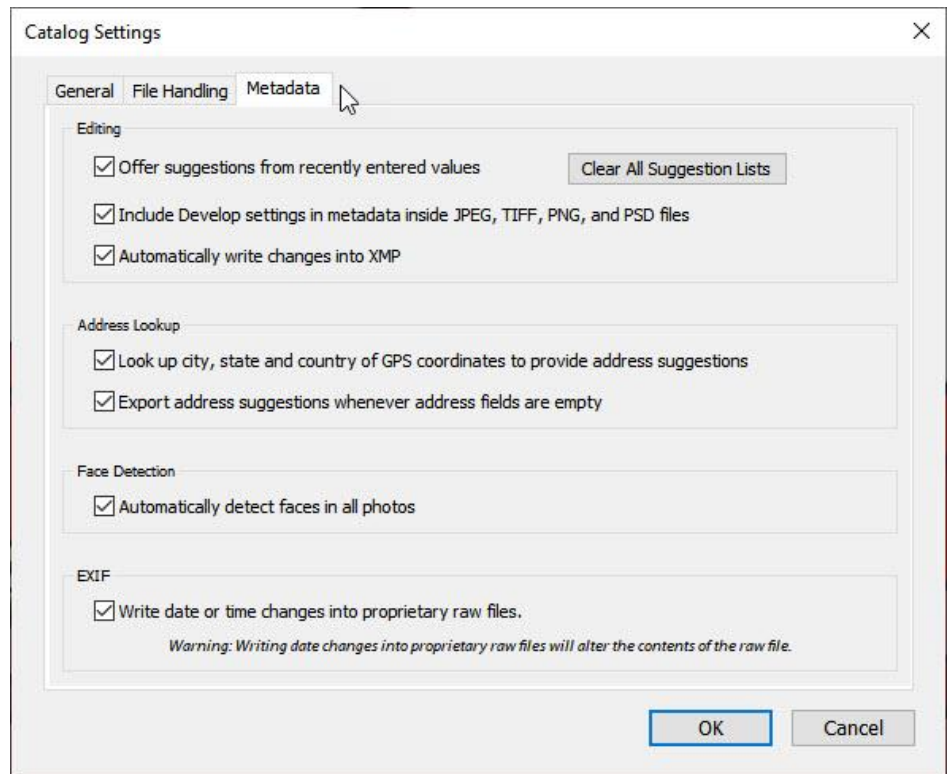 Catalog Settings
General File Handling Metadata
Editing
Offer suggestions from recently entered values Clear All Suggestion Lists
Include Develop settings in metadata inside JPEG, TIFF, PNG, and PSD files
Automatically write changes into XMP
Address Lookup
Look up city, state and country of GPS coordinates to provide address suggestions
Export address suggestions whenever address fields are empty
Face Detection
Automatically detect faces in all photos
EXIF
Write date or time changes into proprietary raw files.
Warning: Writing date changes into proprietary raw files will alter the contents of the raw file.
OK Cancel